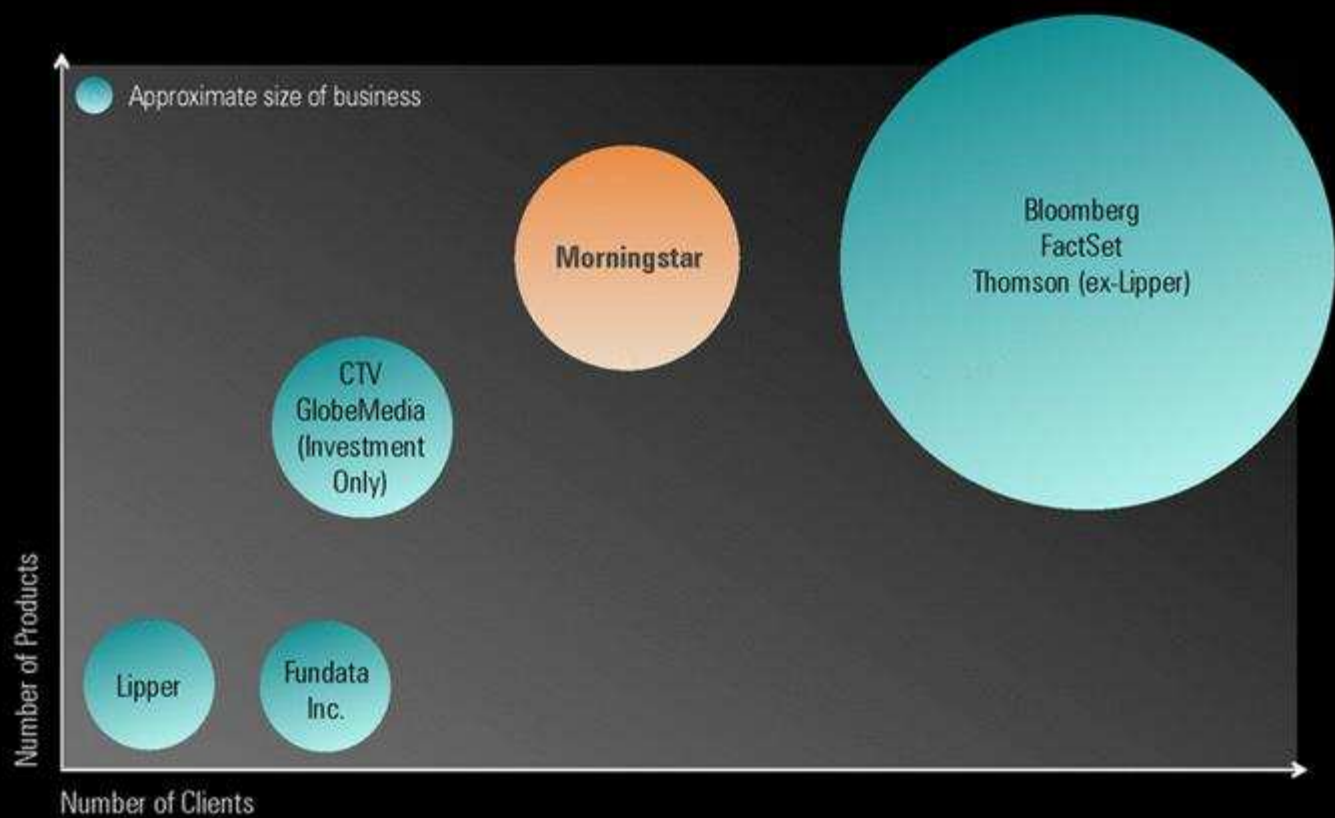 Approximate size of business
Bloomberg
FactSet
Thomson (ex-Lipper)
Morningstar
CTV
GlobeMedia
(Investment
Only)
Lipper
Fundata
Inc.
Number of Products
Number of Clients